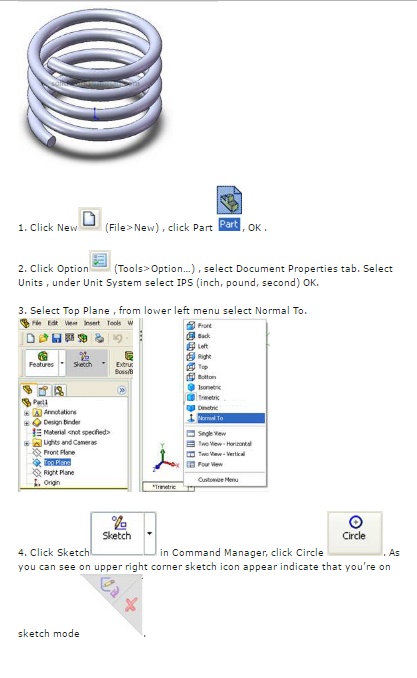 1. Click New (File>New) , click Part Part , OK .
2. Click Option (Tools>Option...) , select Document Properties tab. Select
Units , under Unit System select IPS (inch, pound, second) OK.
3. Select Top Plane , from lower left menu select Normal To.
File Edit View Insert Tools W
Features
Sketch
Extruc
Boss/B
Part1
Annotations
Design Binder
Material <not specified>
Lights and Cameras
Front Plane
Top Plane
Right Plane
Origin
Front
Back
Left
Right
Top
Bottom
Isometric
Trimetric
Dimetric
Normal To
Single View
Two View - Horizontal
Two View - Vertical
Four View
Customize Menu
Y
*Trimetric
Sketch
Circle
4. Click Sketch in Command Manager, click Circle . As
you can see on upper right corner sketch icon appear indicate that you're on
sketch mode .